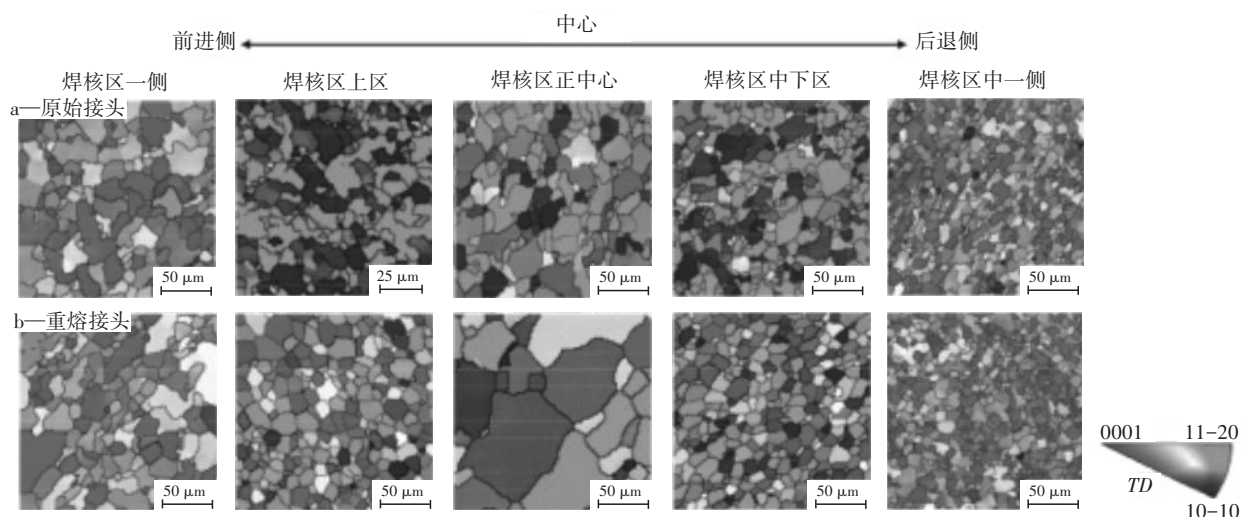 中心
前进侧 后退侧
焊核区一侧 焊核区上区 焊核区正中心 焊核区中下区 焊核区中一侧
a—原始接头
50 μm 25 μm 50 μm 50 μm 50 μm
b—重熔接头
50 μm 50 μm 50 μm 50 μm 50 μm
0001 11-20
TD
10-10